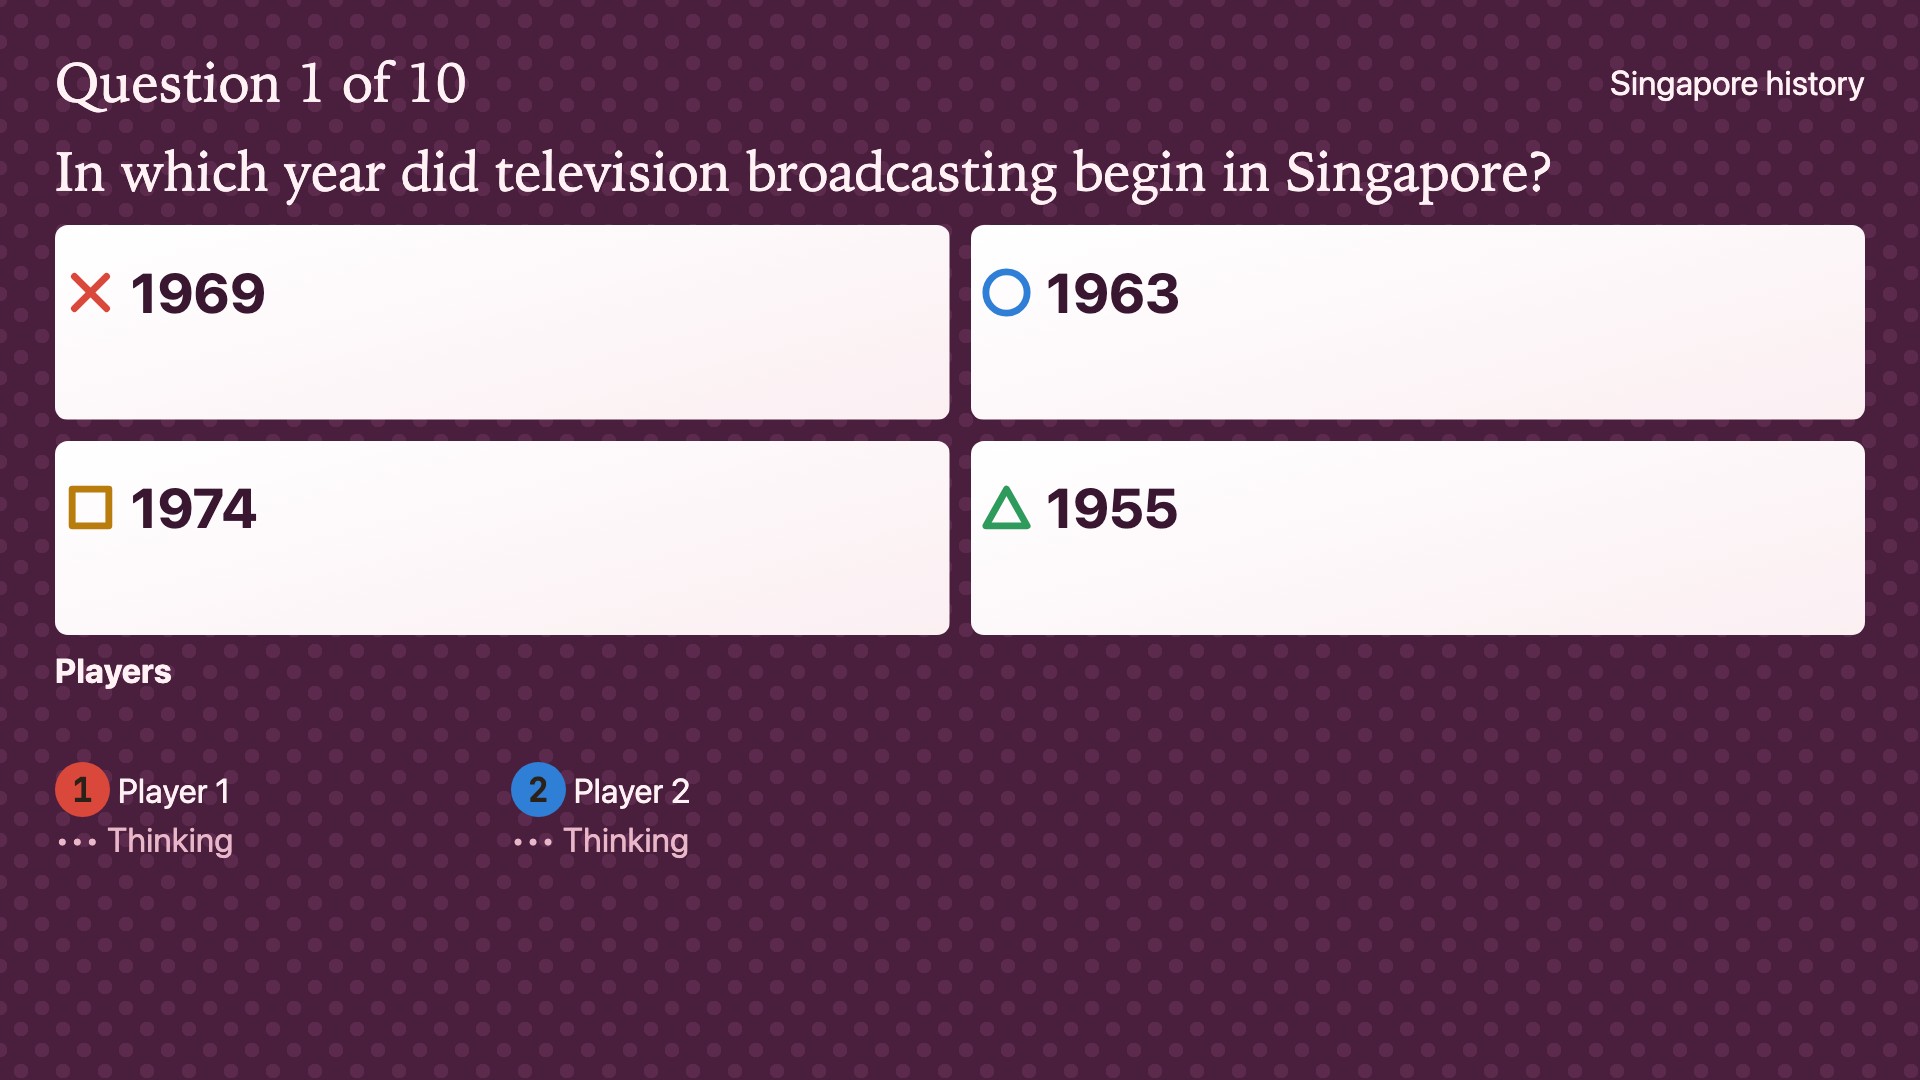 Question 1 of 10
Singapore history
In which year did television broadcasting begin in Singapore?
1969
1963
1974
1955
Players
1 Player 1
2 Player 2
••• Thinking
••• Thinking